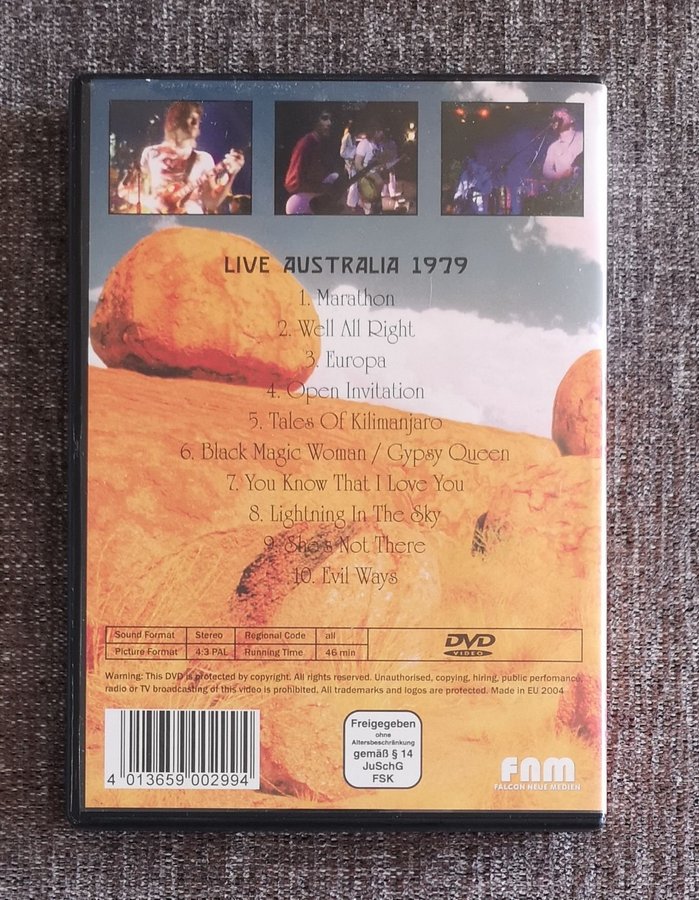 LIVE AUSTRALIA 1979
1. Marathon
2. Well All Right
3. Europa
4. Open Invitation
5. Tales Of Kilimanjaro
6. Black Magic Woman / Gypsy Queen
7. You Know That I Love You
8. Lightning In The Sky
9. She's Not There
10. Evil Ways
Sound Format Stereo Regional Code all
Picture Format 4:3 PAL Running Time 46 min
DVD
VIDEO
Warning: This DVD is protected by copyright. All rights reserved. Unauthorised, copying, hiring, public perfomance,
radio or TV broadcasting of this video is prohibited. All trademarks and logos are protected. Made in EU 2004
4 013659 002994
Freigegeben
ohne
Altersbeschränkung
gemäß § 14
JuSchG
FSK
FNM
FALCON NEUE MEDIEN